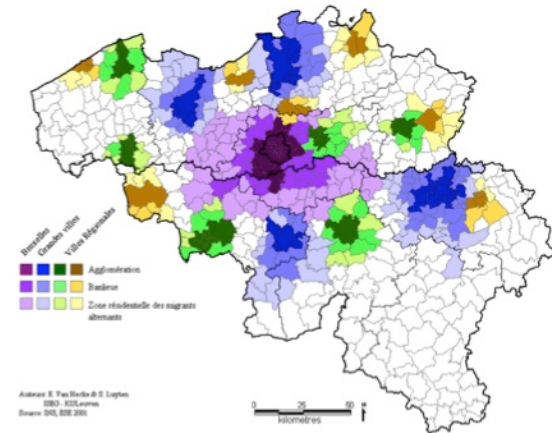 Bruxelles
Grandes villes
Villes Régionales
Agglomération
Banlieue
Zone résidentielle des migrants
alternants
Auteurs: E. Van Hecke & S. Luyten
ISEG - KULeuven
Source: INS, ESE 2001
0 25 50
kilometres